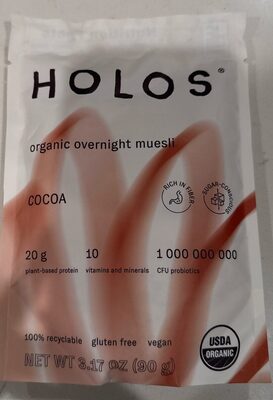 HOLOS®
organic overnight muesli
COCOA
RICH IN FIBER
SUGAR-CONSCIOUS
20 g
plant-based protein
10
vitamins and minerals
1 000 000 000
CFU probiotics
100% recyclable gluten free vegan
NET WT 3.17 OZ (90 g)
USDA
ORGANIC